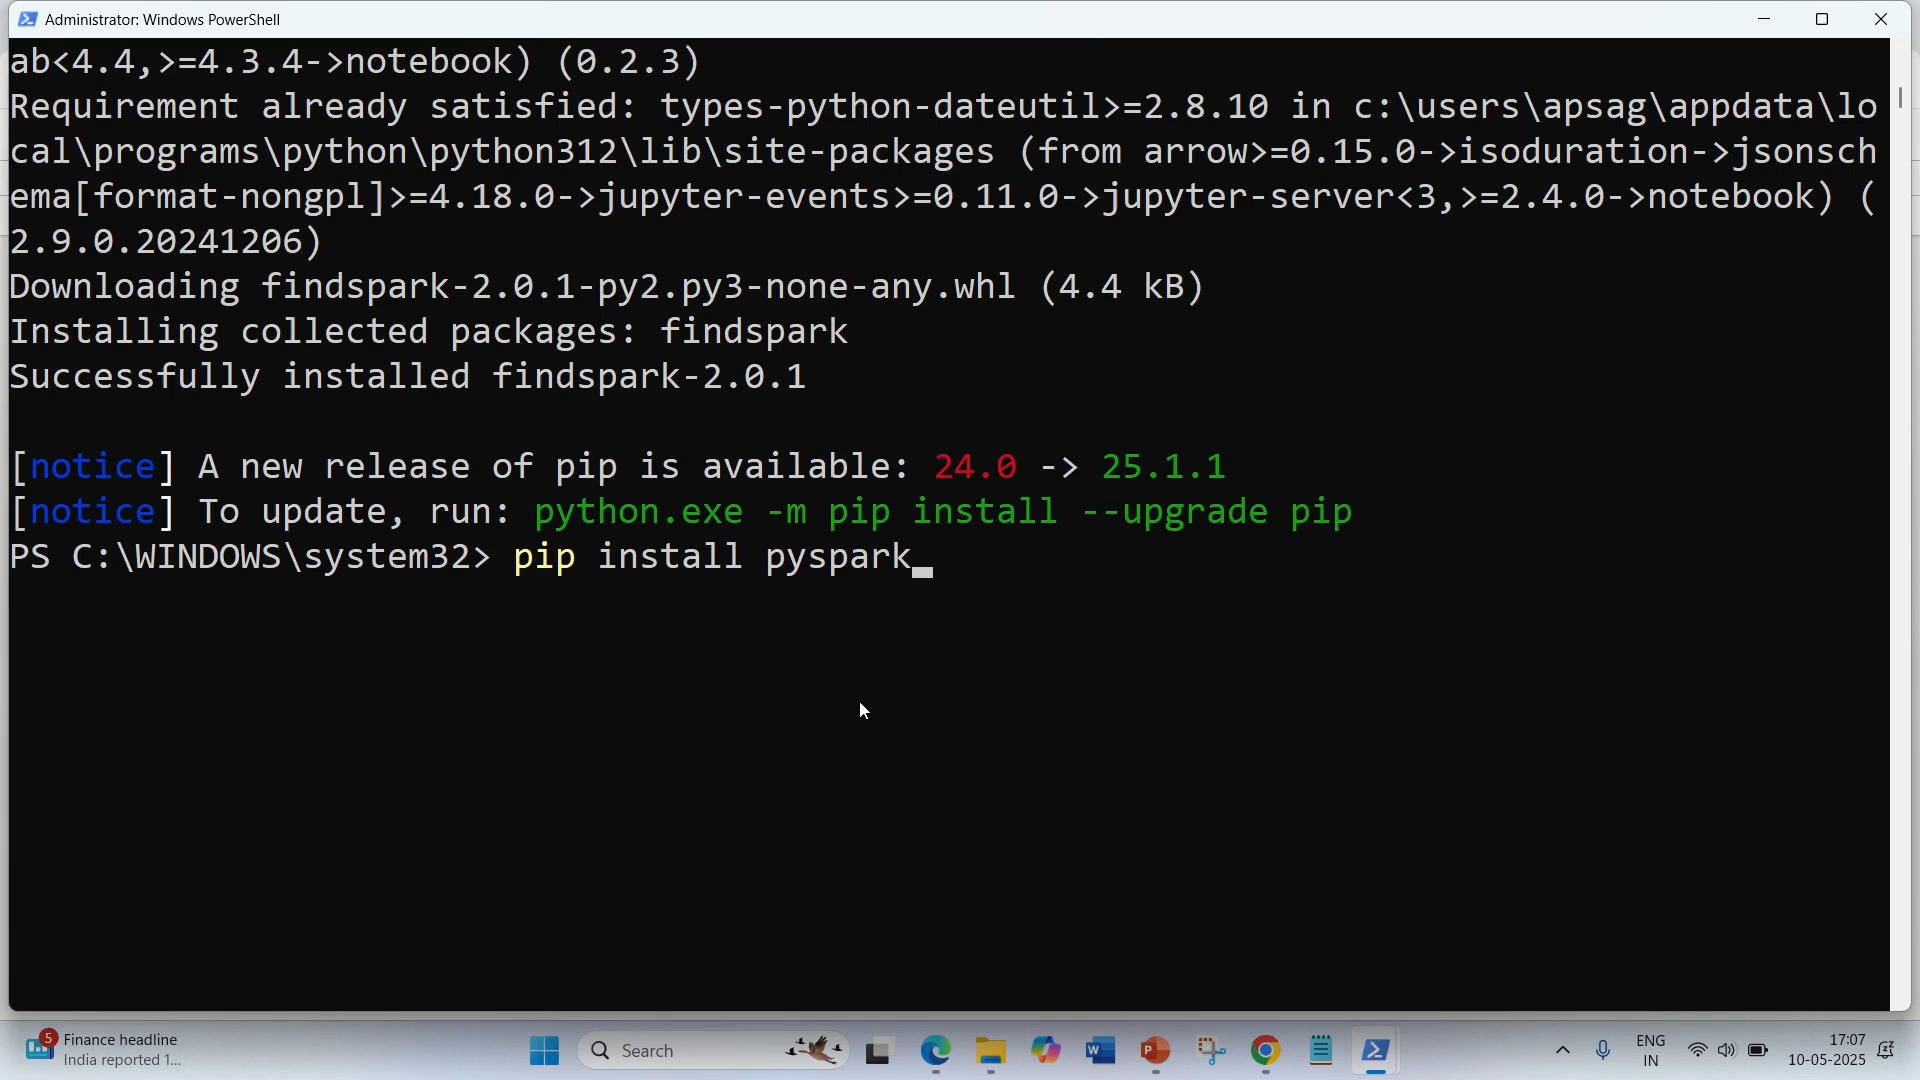 Administrator: Windows PowerShell
ab<4.4,>=4.3.4->notebook) (0.2.3)
Requirement already satisfied: types-python-dateutil>=2.8.10 in c:\users\apsag\appdata\lo
cal\programs\python\python312\lib\site-packages (from arrow>=0.15.0->isoduration->jsonsch
ema[format-nongpl]>=4.18.0->jupyter-events>=0.11.0->jupyter-server<3,>=2.4.0->notebook) (
2.9.0.20241206)
Downloading findspark-2.0.1-py2.py3-none-any.whl (4.4 kB)
Installing collected packages: findspark
Successfully installed findspark-2.0.1
[notice] A new release of pip is available: 24.0 -> 25.1.1
[notice] To update, run: python.exe -m pip install --upgrade pip
PS C:\WINDOWS\system32> pip install pyspark
5
Finance headline
India reported 1...
Search
W
P
ENG
IN
17:07
10-05-2025